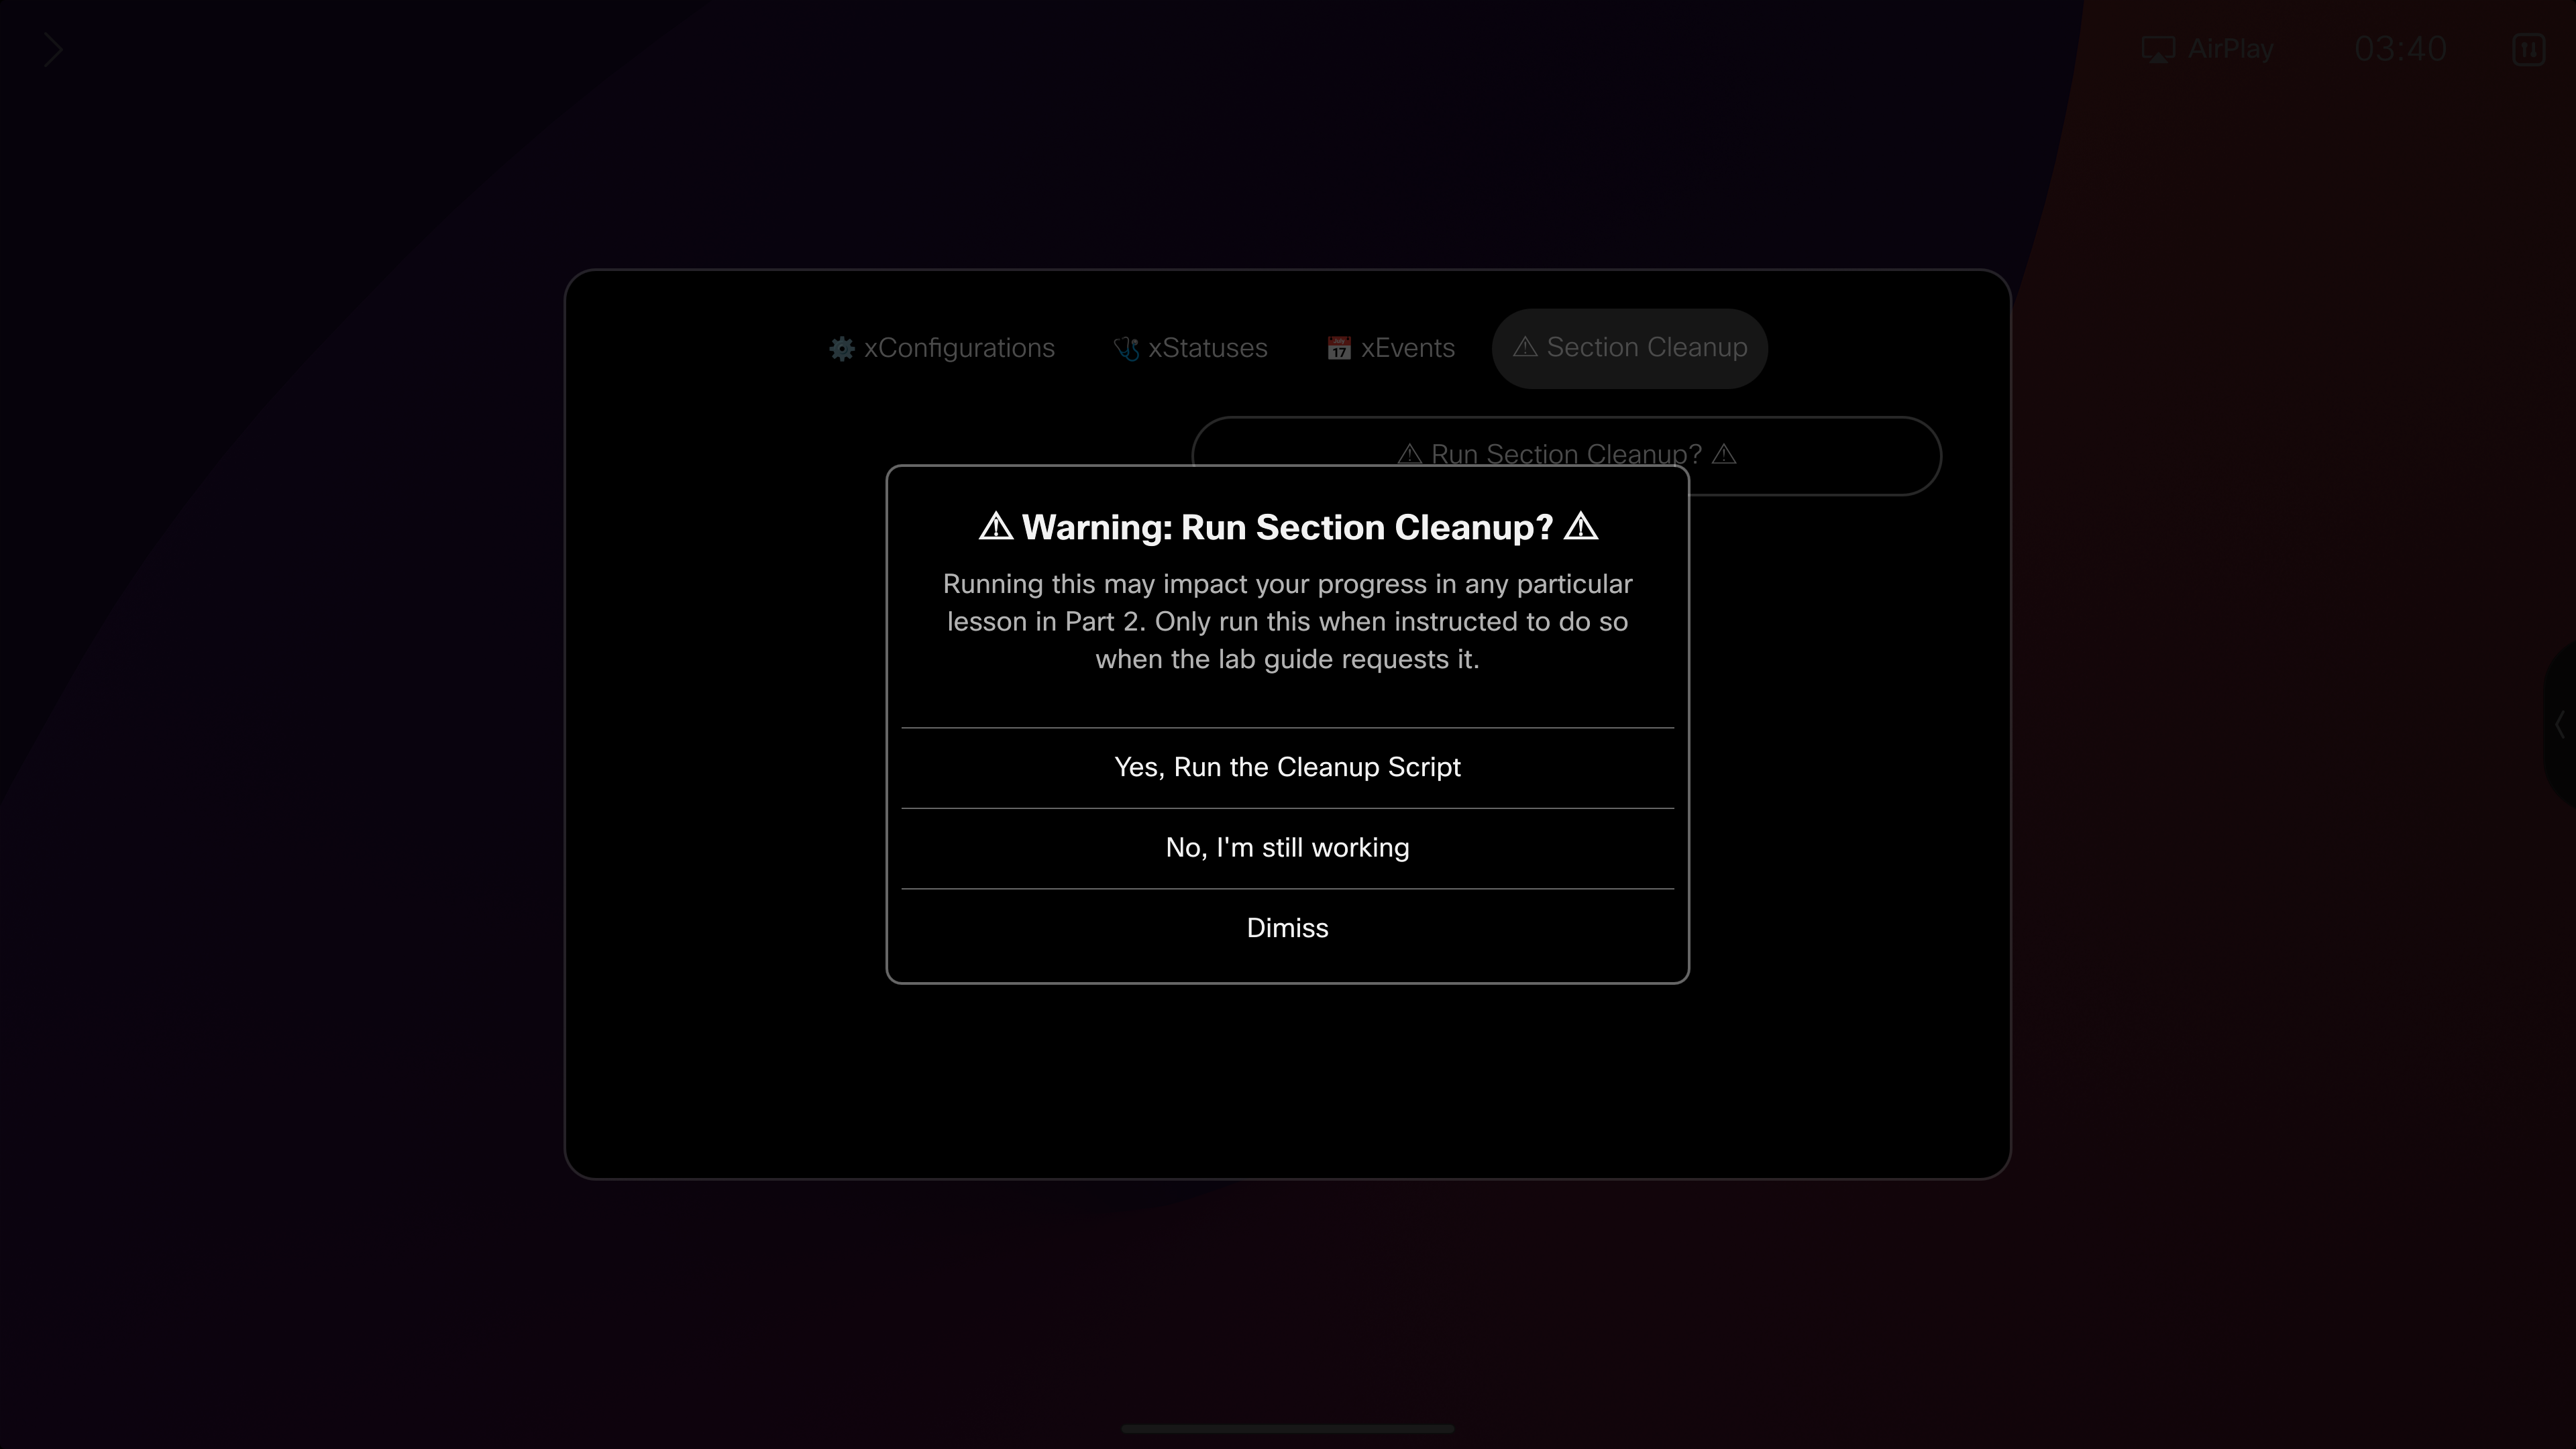 AirPlay 03:40
⚙️ xConfigurations 🩺 xStatuses 📅 xEvents ⚠ Section Cleanup
⚠ Run Section Cleanup? ⚠
⚠ Warning: Run Section Cleanup? ⚠
Running this may impact your progress in any particular
lesson in Part 2. Only run this when instructed to do so
when the lab guide requests it.
Yes, Run the Cleanup Script
No, I'm still working
Dimiss